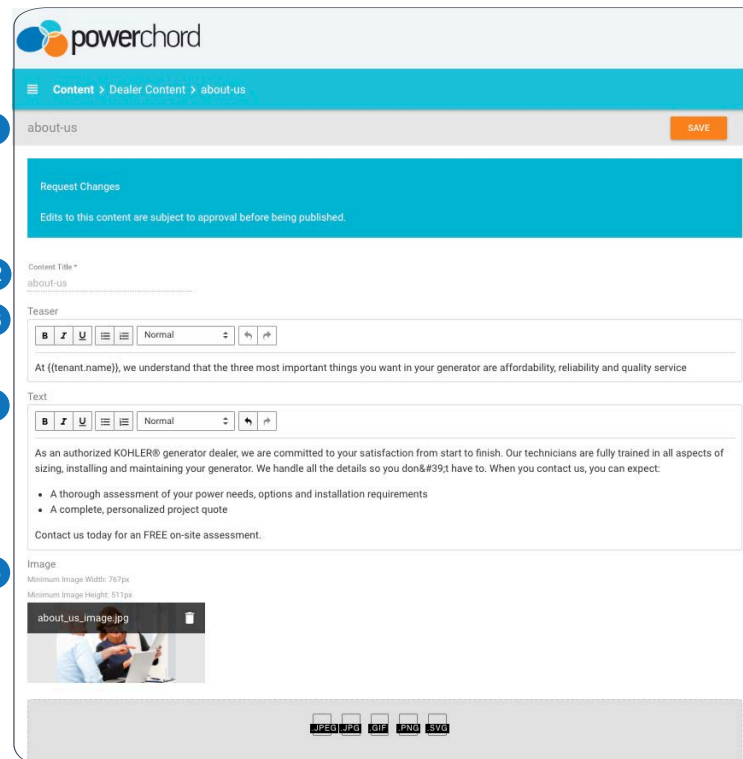 powerchord
Content > Dealer Content > about-us
about-us
SAVE
Request Changes
Edits to this content are subject to approval before being published.
Content Title *
about-us
Teaser
B I U Normal
At {{tenant.name}}, we understand that the three most important things you want in your generator are affordability, reliability and quality service
Text
B I U Normal
As an authorized KOHLER® generator dealer, we are committed to your satisfaction from start to finish. Our technicians are fully trained in all aspects of
sizing, installing and maintaining your generator. We handle all the details so you don&#39;t have to. When you contact us, you can expect:
• A thorough assessment of your power needs, options and installation requirements
• A complete, personalized project quote
Contact us today for an FREE on-site assessment.
Image
Minimum Image Width: 767px
Minimum Image Height: 511px
about_us_image.jpg
.JPEG .JPG .GIF .PNG .SVG